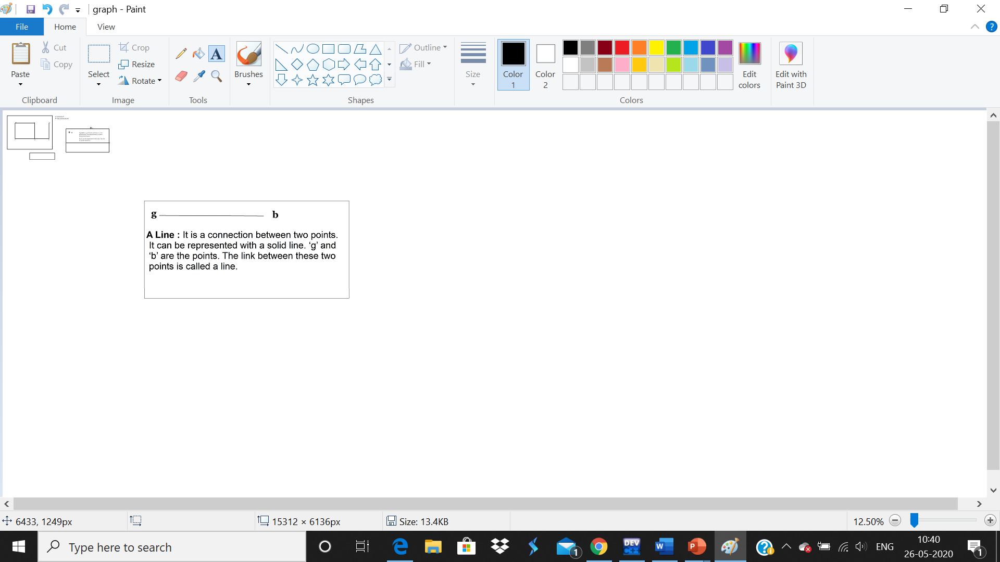 graph - Paint
File Home View
Paste
Cut
Copy
Clipboard
Select
Crop
Resize
Rotate
Image
Tools
Brushes
Shapes
Outline
Fill
Size
Color 1
Color 2
Colors
Edit colors
Edit with Paint 3D
g b
A Line : It is a connection between two points.
It can be represented with a solid line. ‘g’ and
‘b’ are the points. The link between these two
points is called a line.
6433, 1249px 15312 × 6136px Size: 13.4KB 12.50%
Type here to search 1 DEV C++ W P ENG 10:40
26-05-2020 1